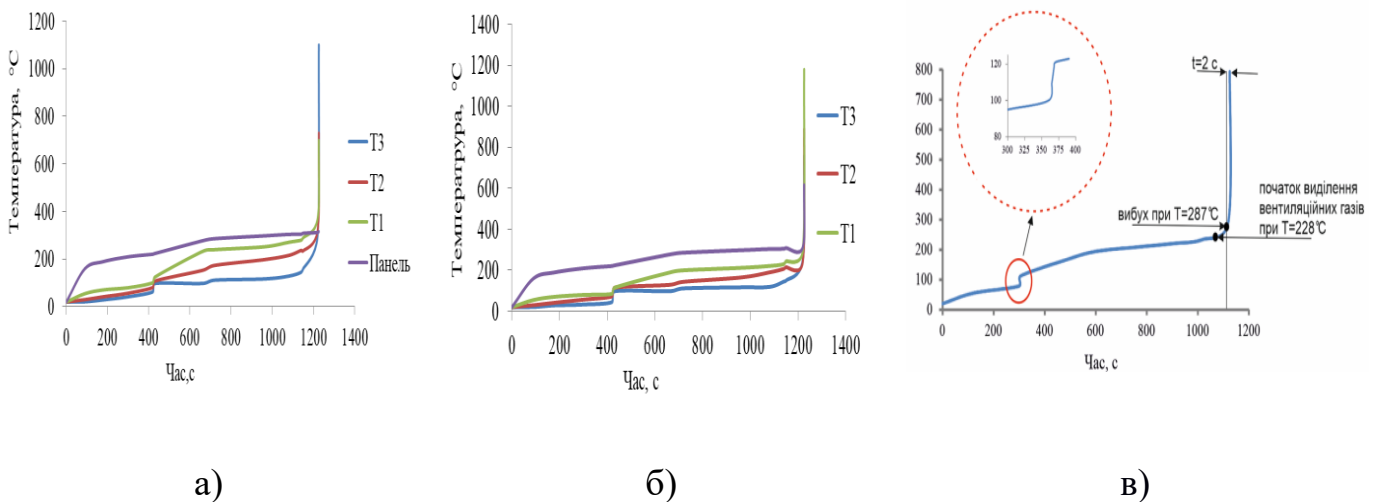 1200
1000
800
600
400
200
0
0 200 400 600 800 1000 1200 1400
Температура, °С
Час,с
Т3
Т2
Т1
Панель
а)
1400
1200
1000
800
600
400
200
0
0 200 400 600 800 1000 1200 1400
Температрура, °С
Час, с
Т3
Т2
Т1
б)
800
700
600
500
400
300
200
100
0
0 200 400 600 800 1000 1200
Час, с
120
100
80
300 325 350 375 400
t=2 с
вибух при Т=287°С
початок виділення
вентиляційних газів
при Т=228°С
в)